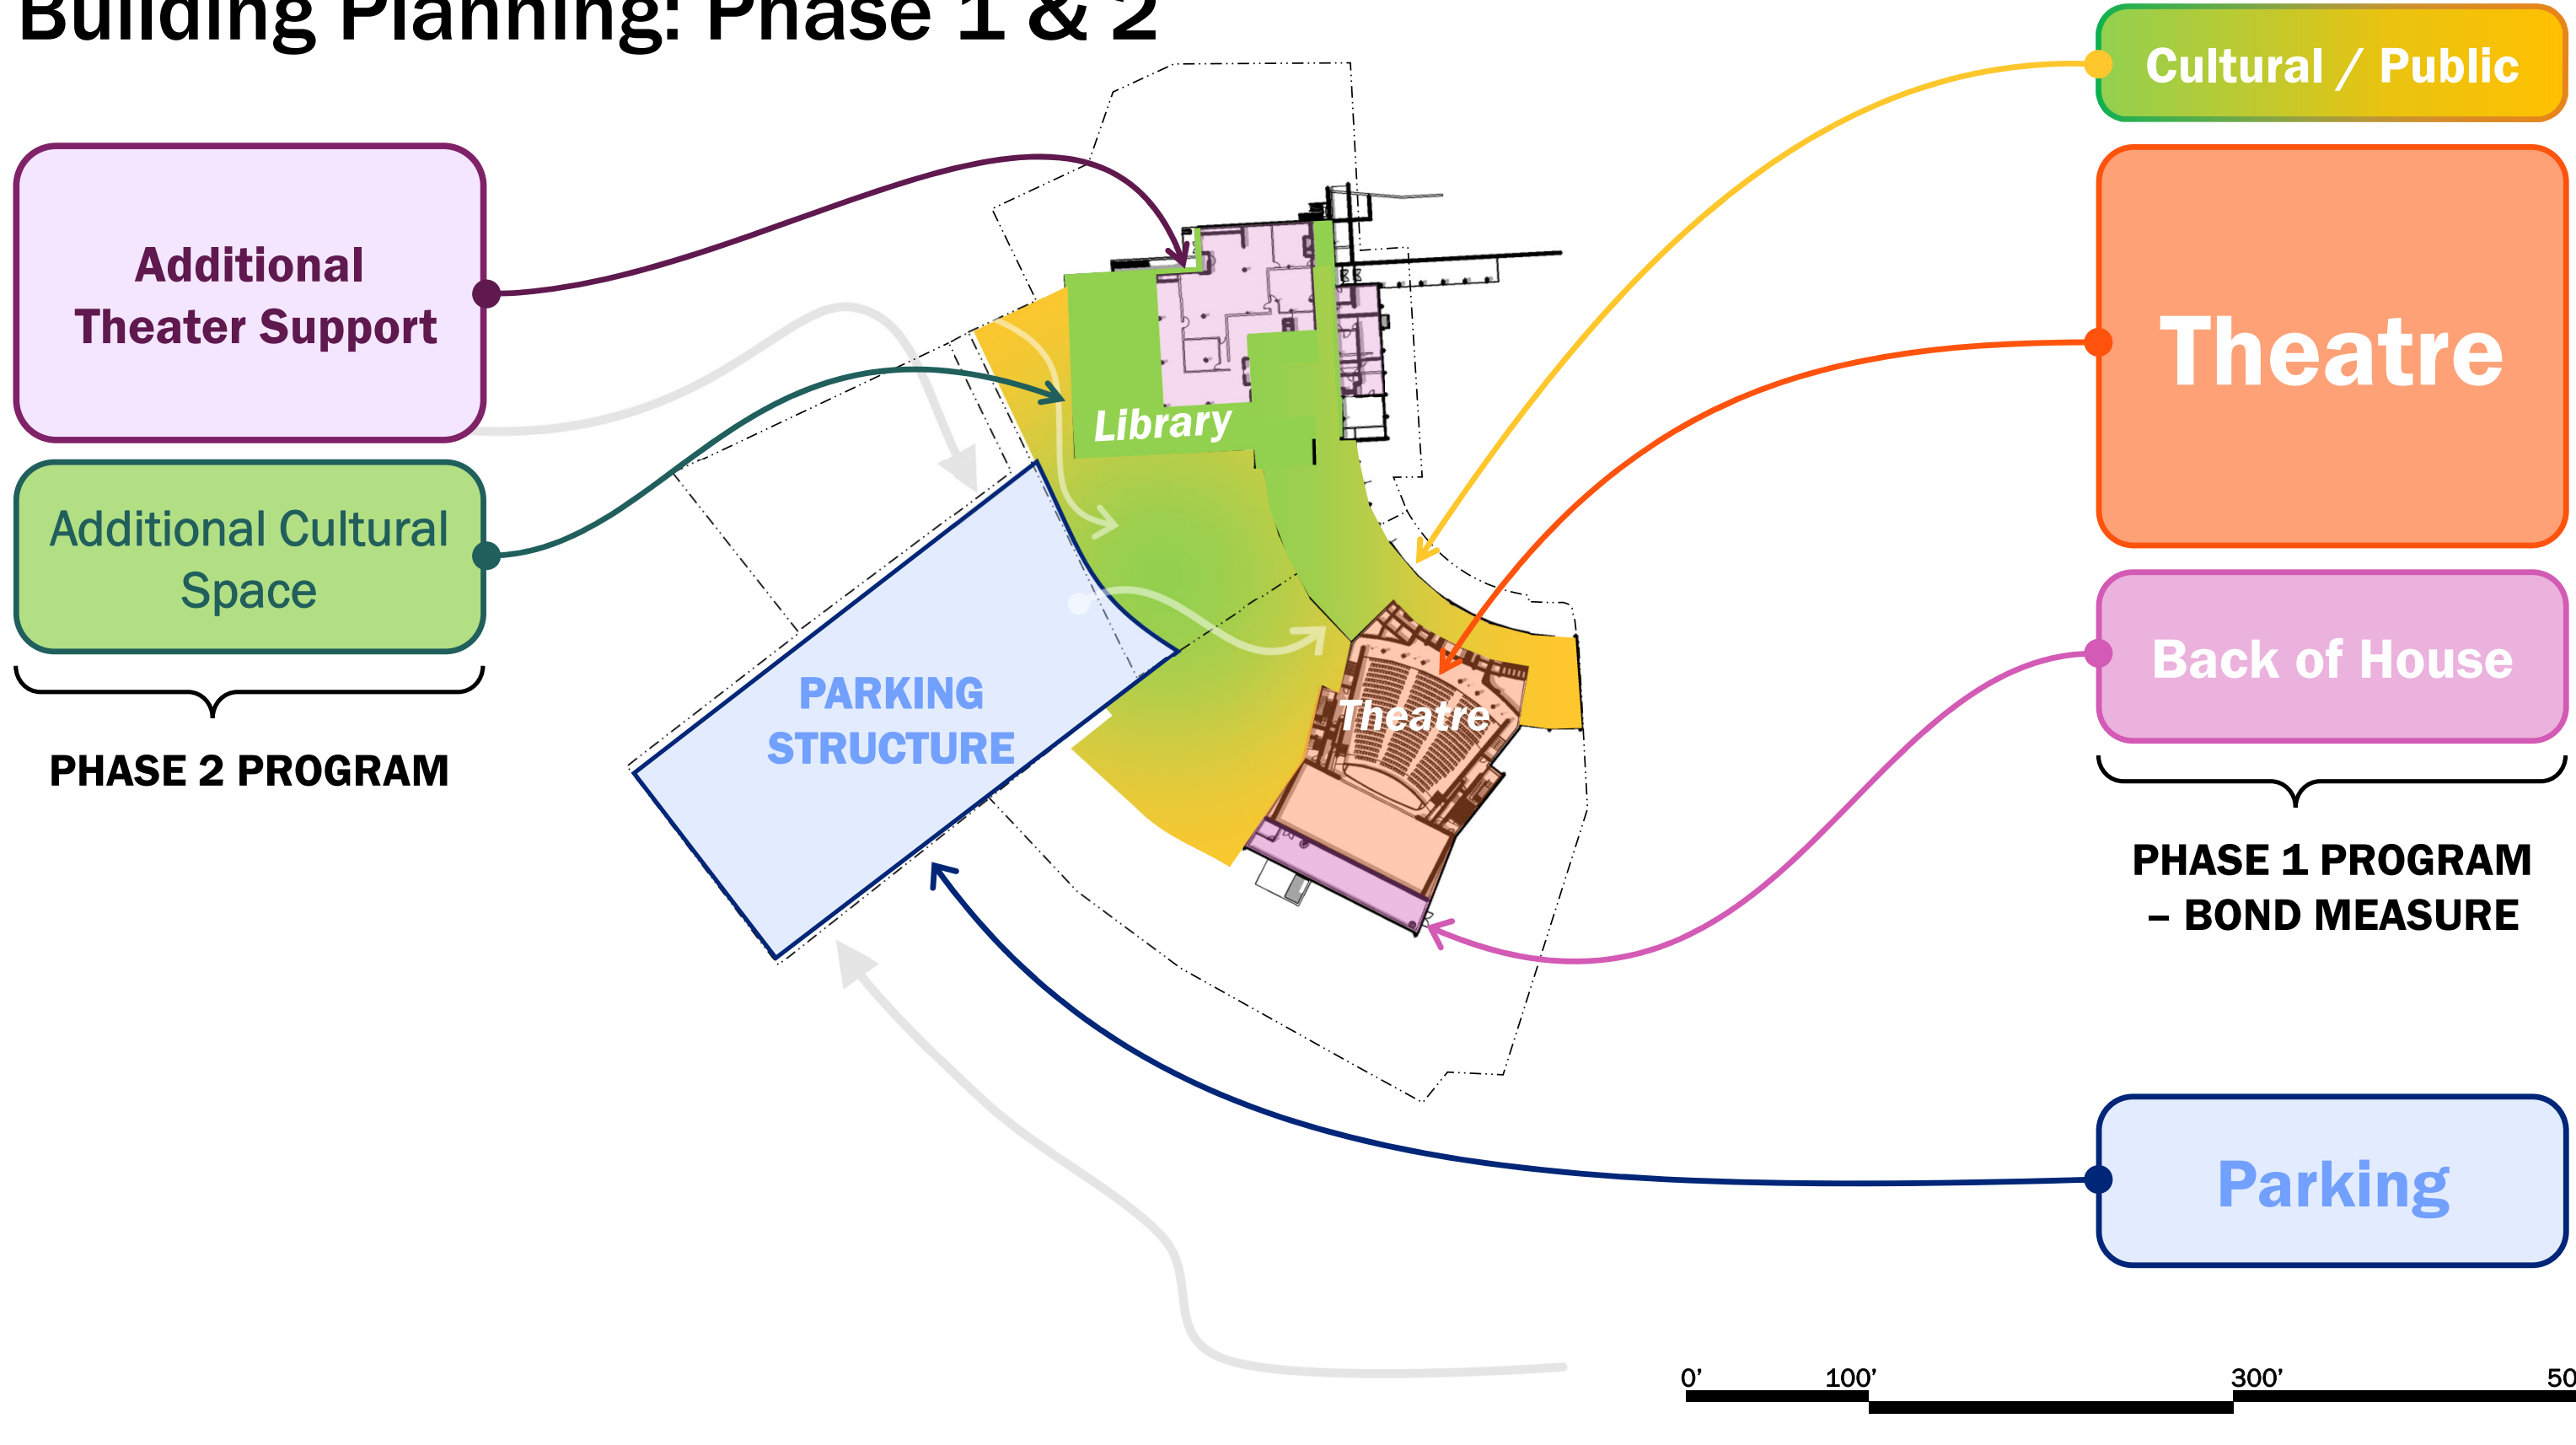 Building Planning: Phase 1 & 2
Cultural / Public
Additional
Theater Support
Theatre
Library
Additional Cultural
Space
Back of House
PARKING
STRUCTURE
Theatre
PHASE 2 PROGRAM
PHASE 1 PROGRAM
– BOND MEASURE
Parking
0’ 100’ 300’ 50